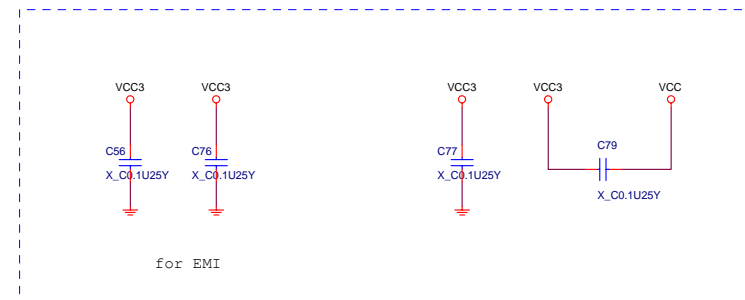 VCC3 VCC3 VCC3 VCC3 VCC
C56 C76 C77 C79
X_C0.1U25Y X_C0.1U25Y X_C0.1U25Y X_C0.1U25Y
for EMI